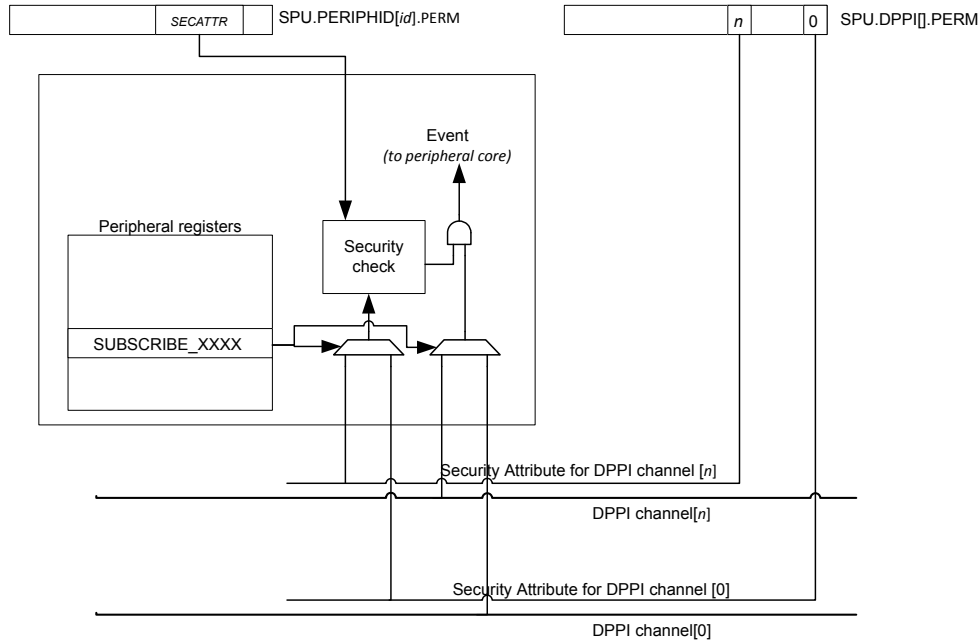 SECATTR
SPU.PERIPHID[id].PERM
n
0
SPU.DPPI[].PERM
Event
(to peripheral core)
Peripheral registers
Security
check
SUBSCRIBE_XXXX
Security Attribute for DPPI channel [n]
DPPI channel[n]
Security Attribute for DPPI channel [0]
DPPI channel[0]